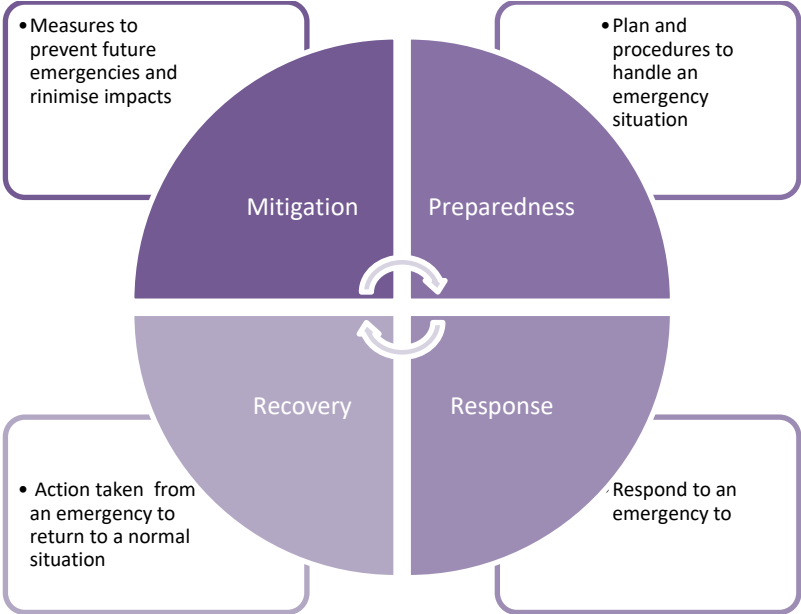 •Measures to
prevent future
emergencies and
rinimise impacts
•Plan and
procedures to
handle an
emergency
situation
Mitigation
Preparedness
Recovery
Response
• Action taken from
an emergency to
return to a normal
situation
• Respond to an
emergency to